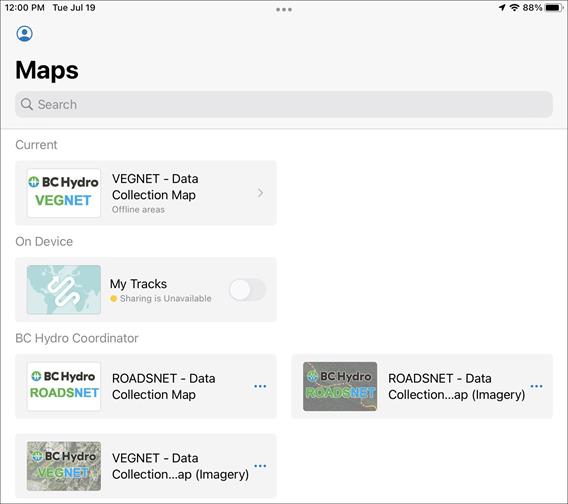 12:00 PM Tue Jul 19
88%
Maps
Search
Current
BC Hydro
VEGNET
VEGNET - Data
Collection Map
Offline areas
On Device
My Tracks
Sharing is Unavailable
BC Hydro Coordinator
BC Hydro
ROADSNET
ROADSNET - Data
Collection Map
BC Hydro
ROADSNET
ROADSNET - Data
Collection...ap (Imagery)
BC Hydro
VEGNET
VEGNET - Data
Collection...ap (Imagery)